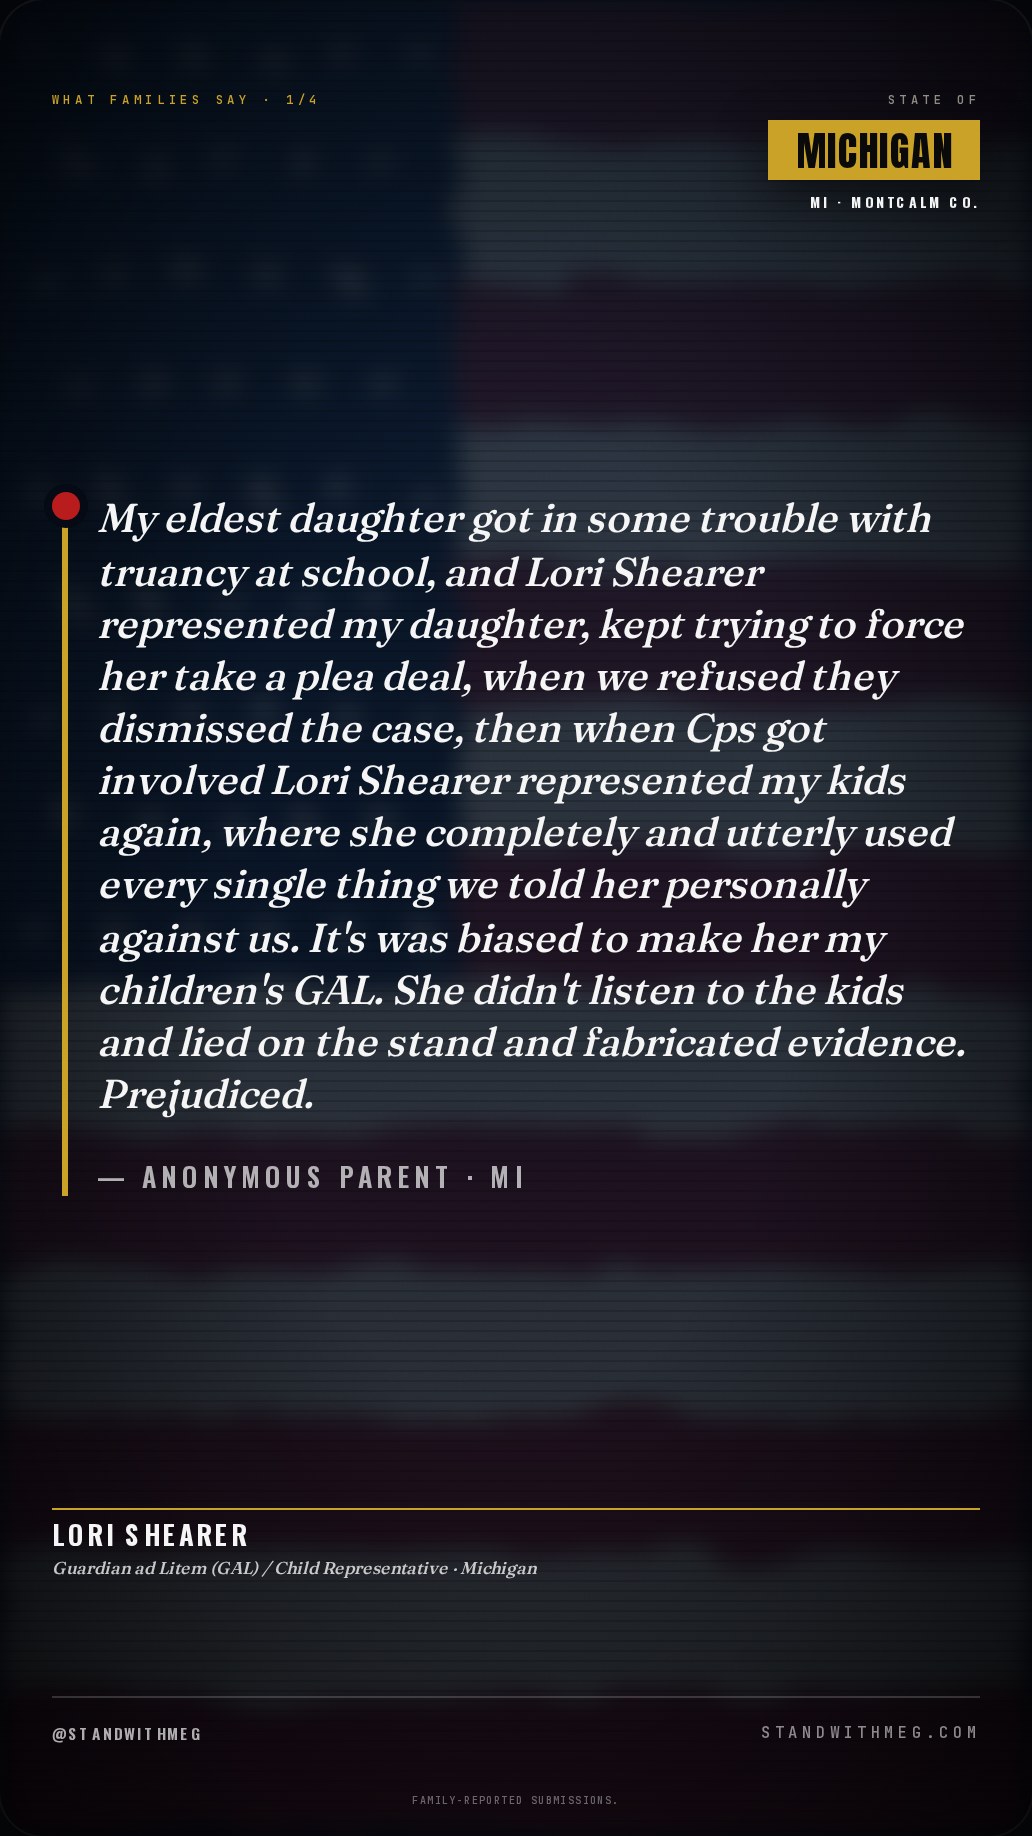 WHAT FAMILIES SAY · 1/4
STATE OF
MICHIGAN
MI · MONTCALM CO.
My eldest daughter got in some trouble with
truancy at school, and Lori Shearer
represented my daughter, kept trying to force
her take a plea deal, when we refused they
dismissed the case, then when Cps got
involved Lori Shearer represented my kids
again, where she completely and utterly used
every single thing we told her personally
against us. It's was biased to make her my
children's GAL. She didn't listen to the kids
and lied on the stand and fabricated evidence.
Prejudiced.
— ANONYMOUS PARENT · MI
LORI SHEARER
Guardian ad Litem (GAL) / Child Representative · Michigan
@STANDWITHMEG
STANDWITHMEG.COM
FAMILY-REPORTED SUBMISSIONS.